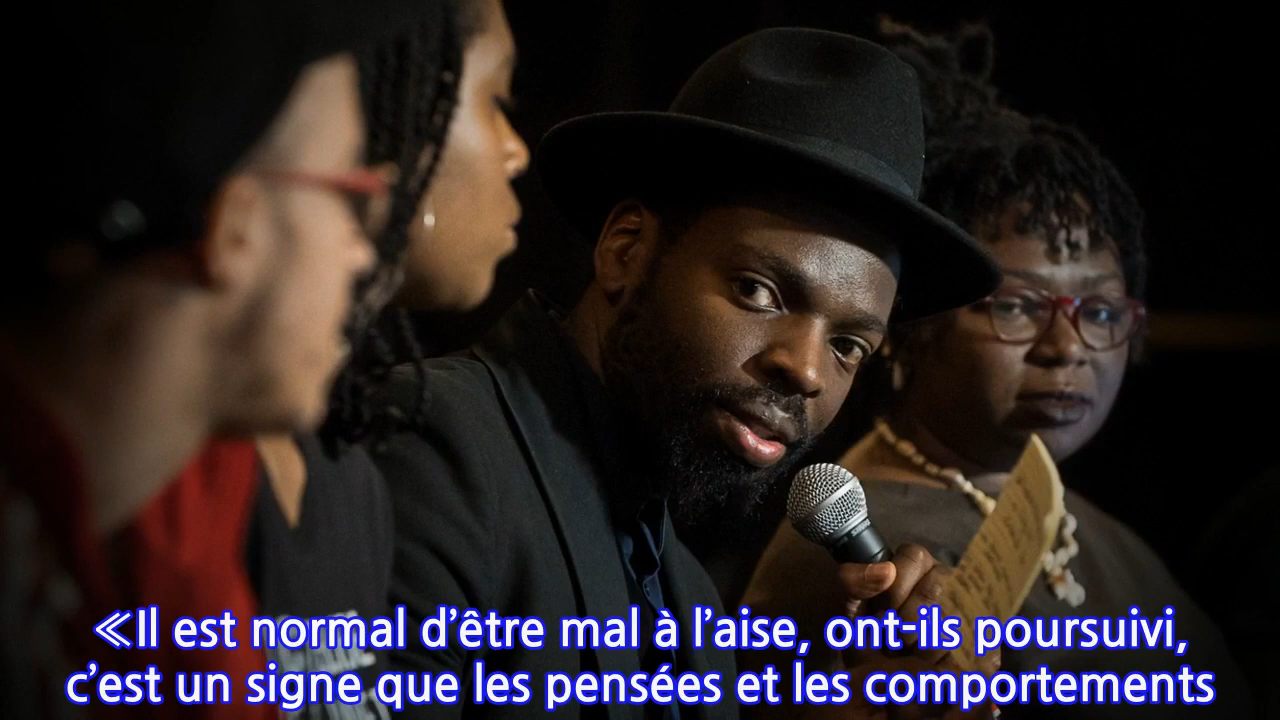 ≪Il est normal d’être mal à l’aise, ont-ils poursuivi,
c’est un signe que les pensées et les comportements